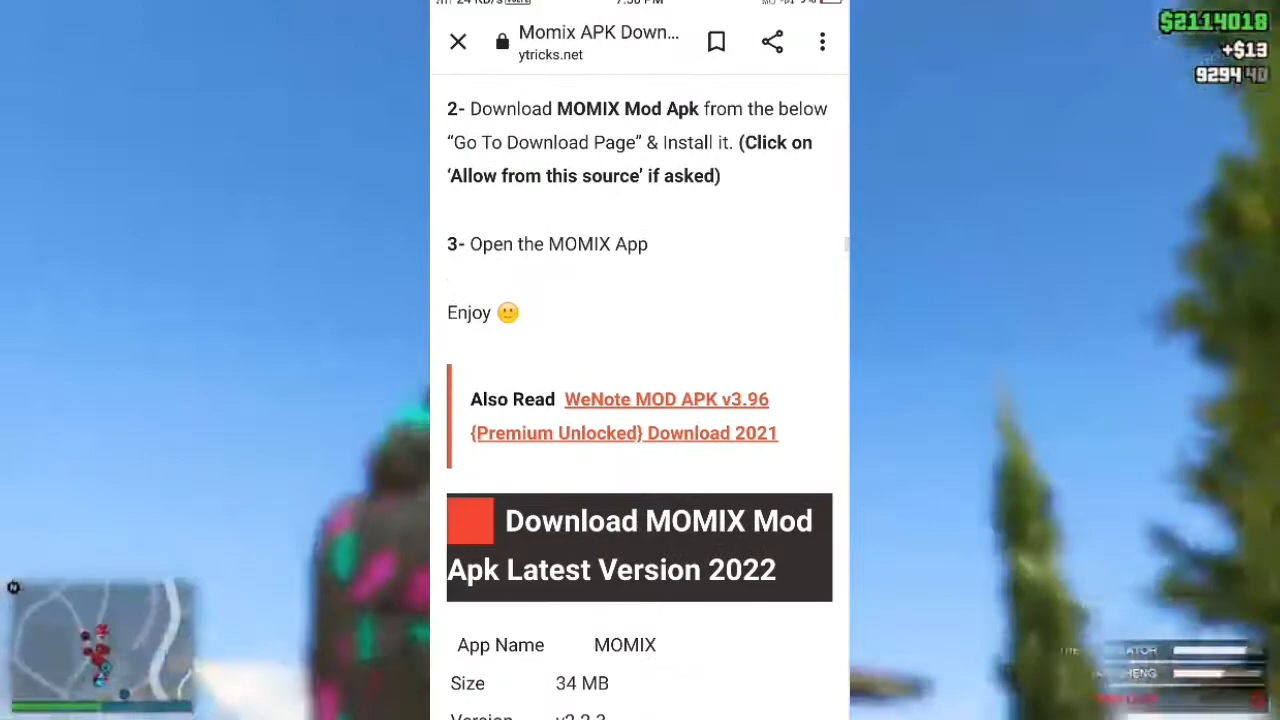 $2114018
+$13
Momix APK Down...
ytricks.net
2- Download MOMIX Mod Apk from the below
“Go To Download Page” & Install it. (Click on
‘Allow from this source’ if asked)
3- Open the MOMIX App
Enjoy 🙂
Also Read WeNote MOD APK v3.96
{Premium Unlocked} Download 2021
Download MOMIX Mod
Apk Latest Version 2022
App Name MOMIX
Size 34 MB
N